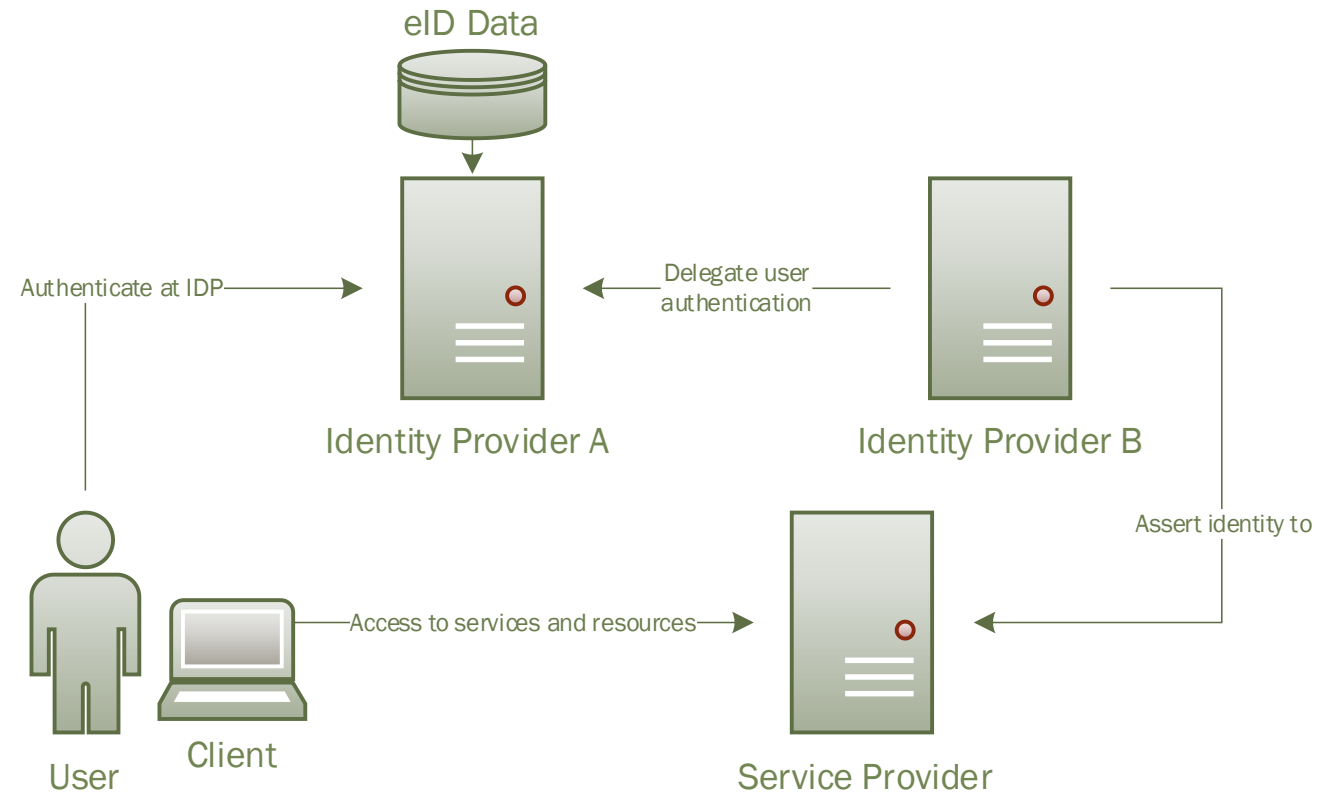 eID Data
Authenticate at IDP
Delegate user
authentication
Identity Provider A
Identity Provider B
Assert identity to
Access to services and resources
Client
User
Service Provider